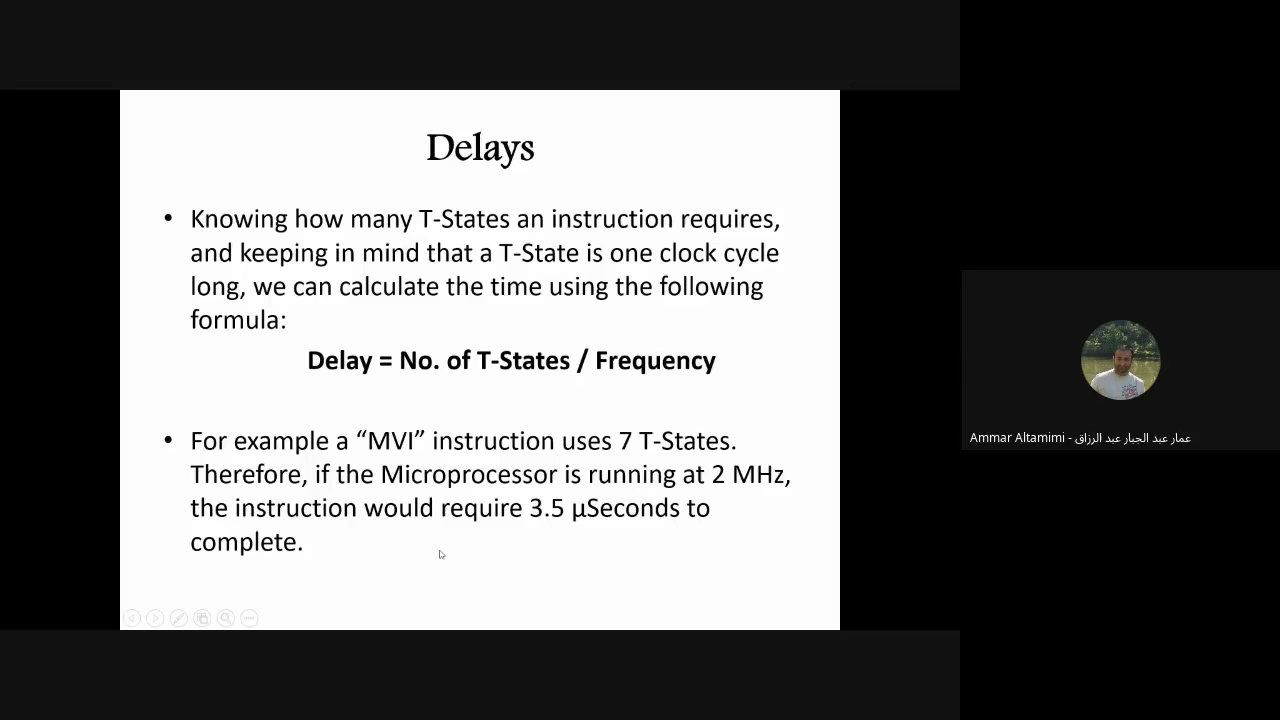 Delays
• Knowing how many T-States an instruction requires,
and keeping in mind that a T-State is one clock cycle
long, we can calculate the time using the following
formula:
Delay = No. of T-States / Frequency
• For example a “MVI” instruction uses 7 T-States.
Therefore, if the Microprocessor is running at 2 MHz,
the instruction would require 3.5 μSeconds to
complete.
Ammar Altamimi - عمار عبد الجبار عبد الرزاق